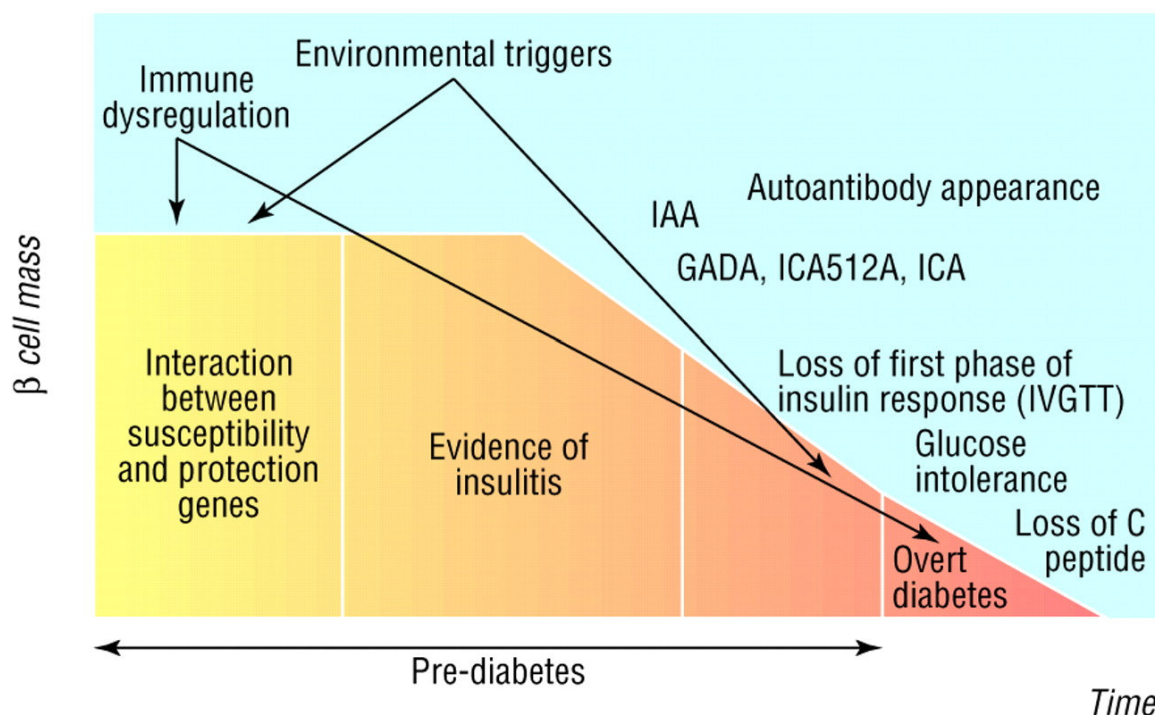 Environmental triggers
Immune
dysregulation
Autoantibody appearance
IAA
GADA, ICA512A, ICA
β cell mass
Interaction
between
susceptibility
and protection
genes
Evidence of
insulitis
Loss of first phase of
insulin response (IVGTT)
Glucose
intolerance
Loss of C
peptide
Overt
diabetes
Pre-diabetes
Time